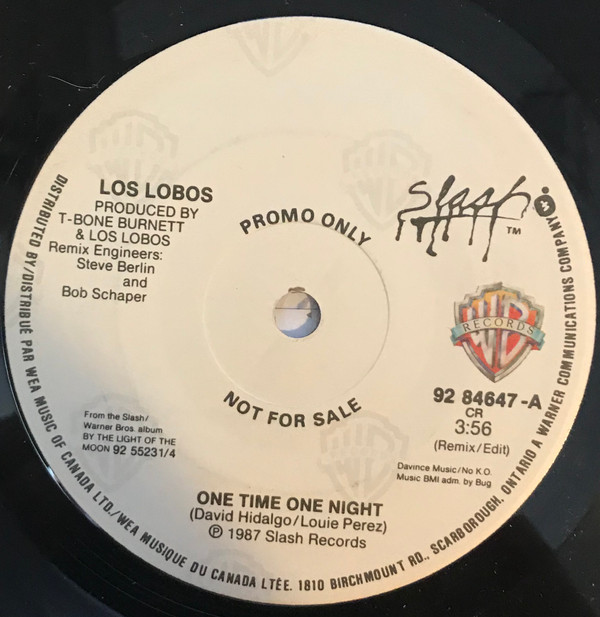 LOS LOBOS
PRODUCED BY
T-BONE BURNETT
& LOS LOBOS
Remix Engineers:
Steve Berlin
and
Bob Schaper
PROMO ONLY
slash
TM
WB
RECORDS
92 84647-A
CR
3:56
(Remix/Edit)
Davince Music/No K.O.
Music BMI adm. by Bug
NOT FOR SALE
From the Slash/
Warner Bros. album
BY THE LIGHT OF THE
MOON 92 55231/4
ONE TIME ONE NIGHT
(David Hidalgo/Louie Perez)
℗ 1987 Slash Records
DISTRIBUTED BY/DISTRIBUÉ PAR WEA MUSIC OF CANADA LTD./WEA MUSIQUE DU CANADA LTÉE. 1810 BIRCHMOUNT RD., SCARBOROUGH, ONTARIO A WARNER COMMUNICATIONS COMPANY